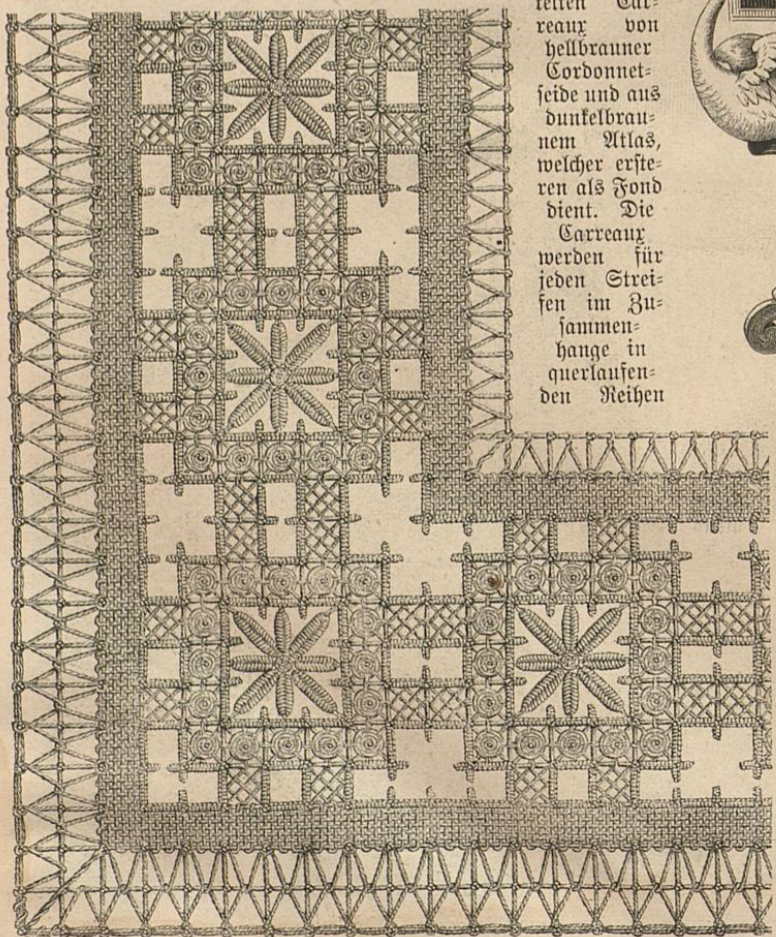 reaux von
hellbrauner
Cordonnet-
seide und aus
dunkelbrau-
nem Atlas,
welcher erste-
ren als Fond
dient. Die
Carreaux
werden für
jeden Strei-
fen im Zu-
sammen-
hange in
querlaufen-
den Reihen